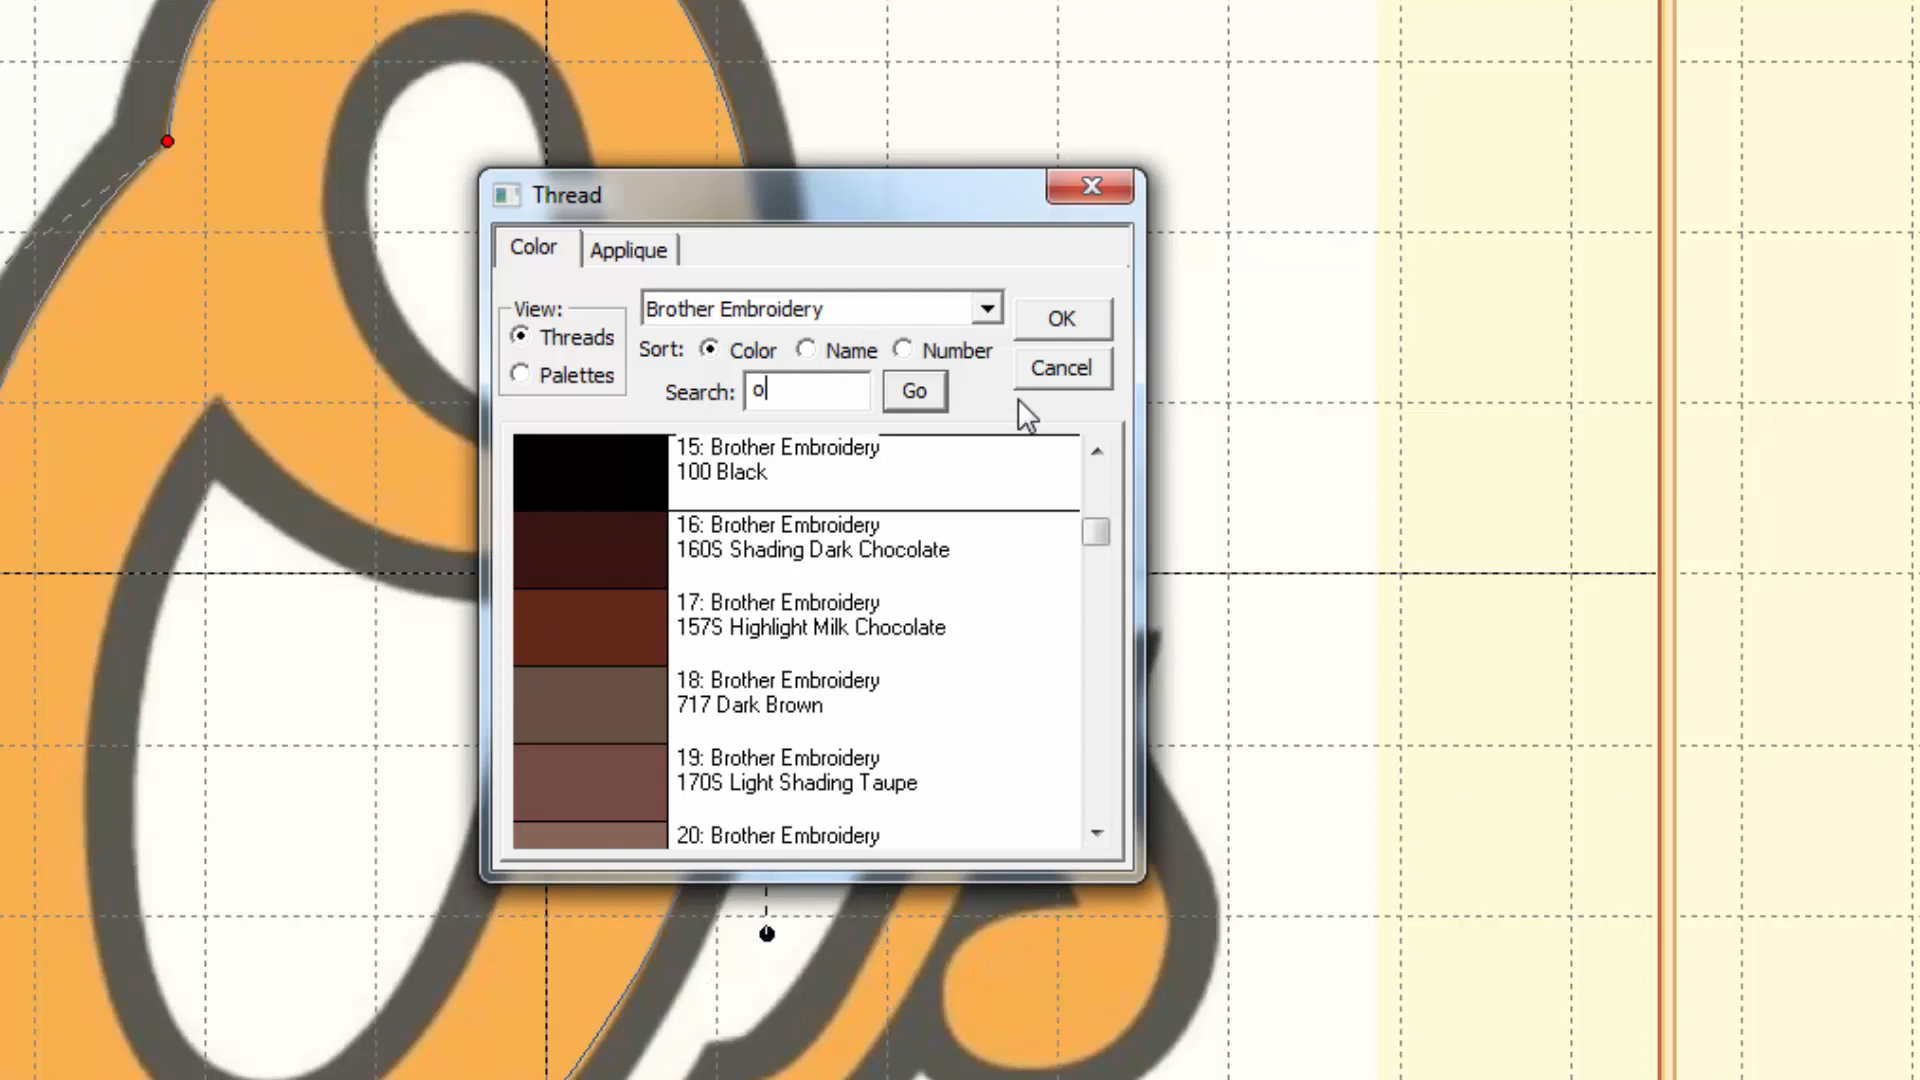 Thread
Color
Applique
View:
Threads
Palettes
Brother Embroidery
OK
Sort: Color Name Number
Cancel
Search: o Go
15: Brother Embroidery
100 Black
16: Brother Embroidery
160S Shading Dark Chocolate
17: Brother Embroidery
157S Highlight Milk Chocolate
18: Brother Embroidery
717 Dark Brown
19: Brother Embroidery
170S Light Shading Taupe
20: Brother Embroidery